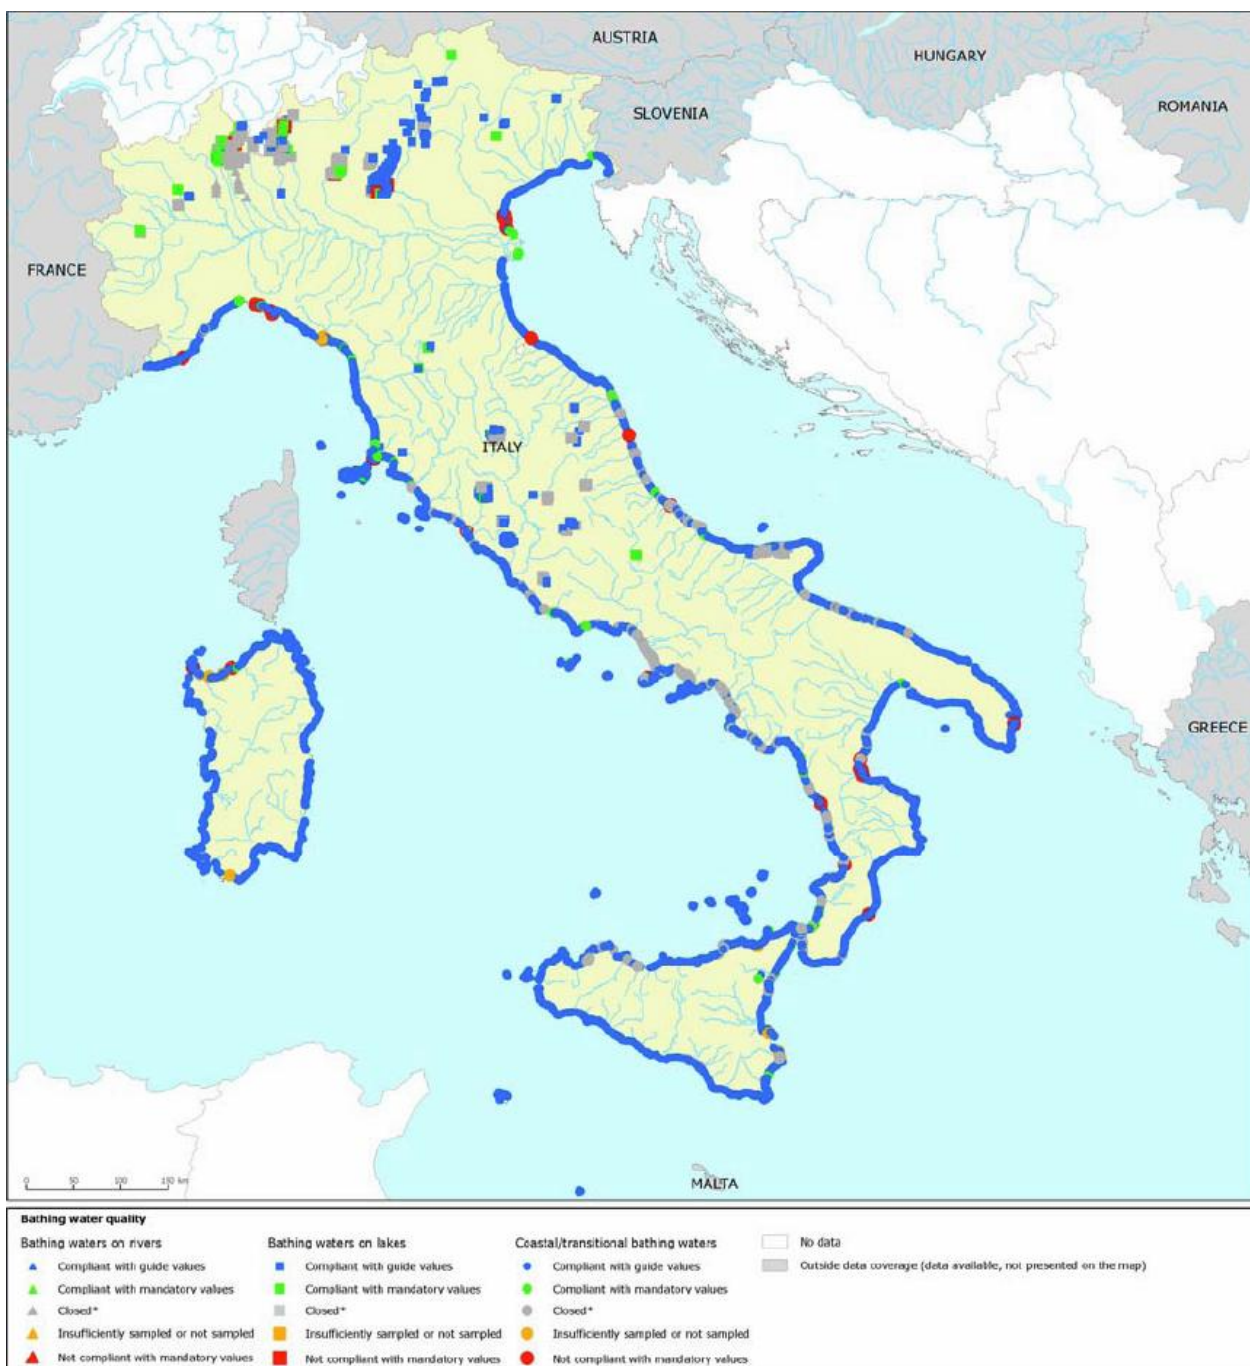 AUSTRIA
HUNGARY
ROMANIA
SLOVENIA
FRANCE
ITALY
GREECE
MALTA
0 50 100 150 km
Bathing water quality
Bathing waters on rivers
Compliant with guide values
Compliant with mandatory values
Closed*
Insufficiently sampled or not sampled
Not compliant with mandatory values
Bathing waters on lakes
Compliant with guide values
Compliant with mandatory values
Closed*
Insufficiently sampled or not sampled
Not compliant with mandatory values
Coastal/transitional bathing waters
Compliant with guide values
Compliant with mandatory values
Closed*
Insufficiently sampled or not sampled
Not compliant with mandatory values
No data
Outside data coverage (data available, not presented on the map)